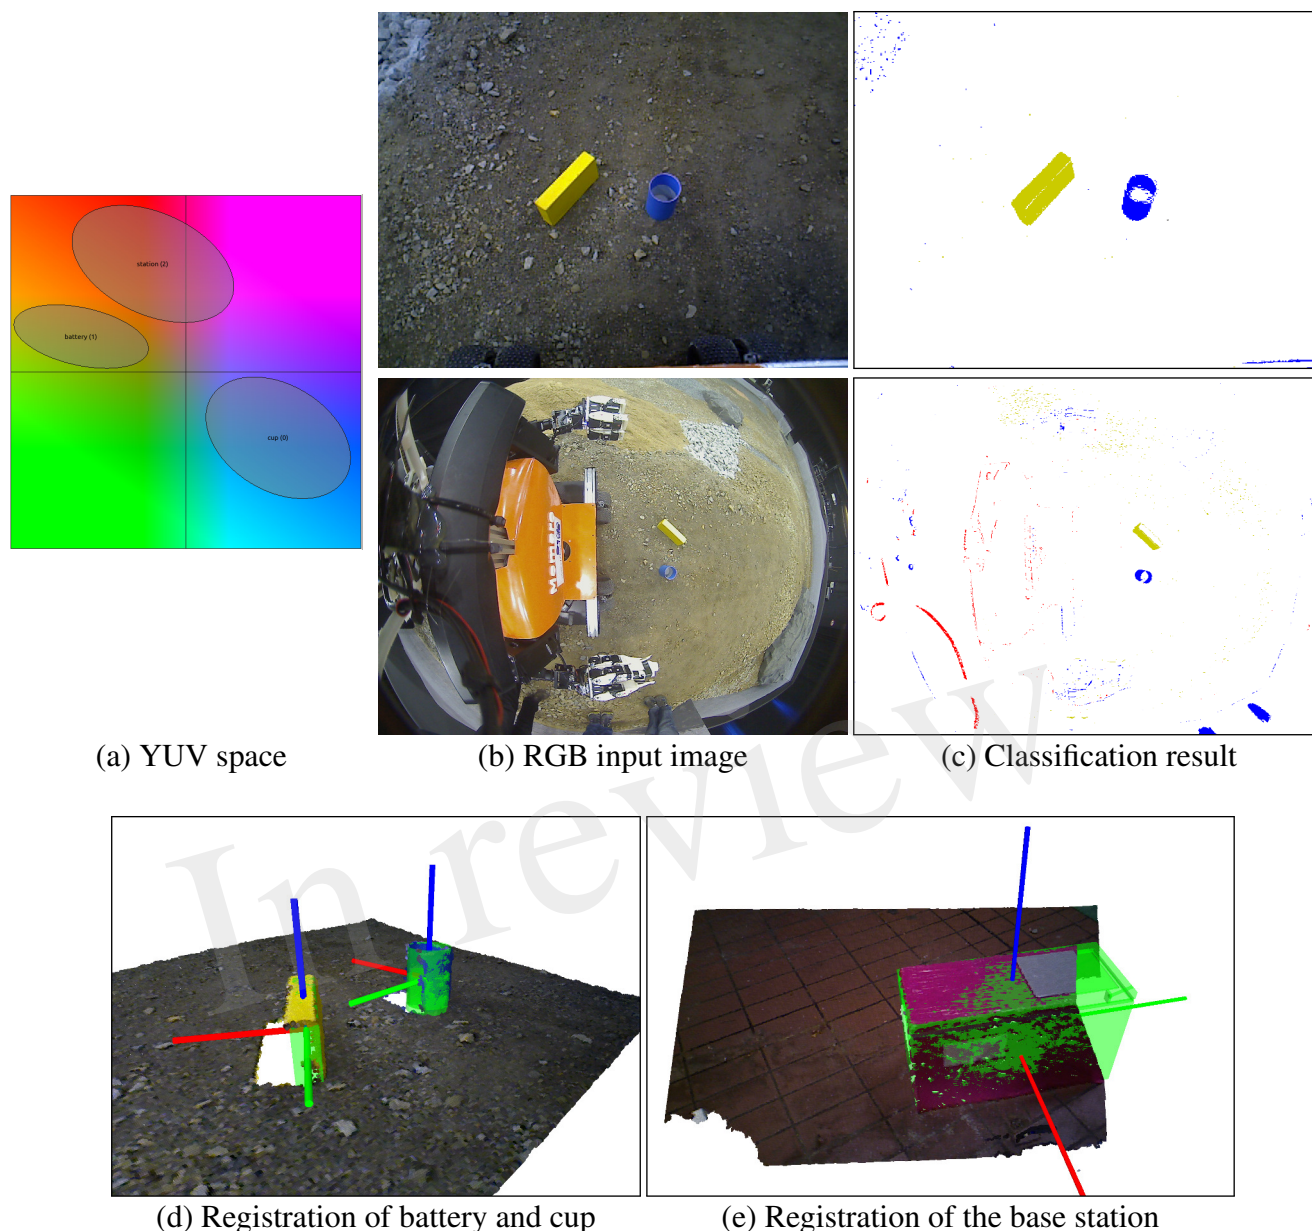 station (2)
battery (1)
cup (0)
(a) YUV space
(b) RGB input image
(c) Classification result
In review
(d) Registration of battery and cup
(e) Registration of the base station